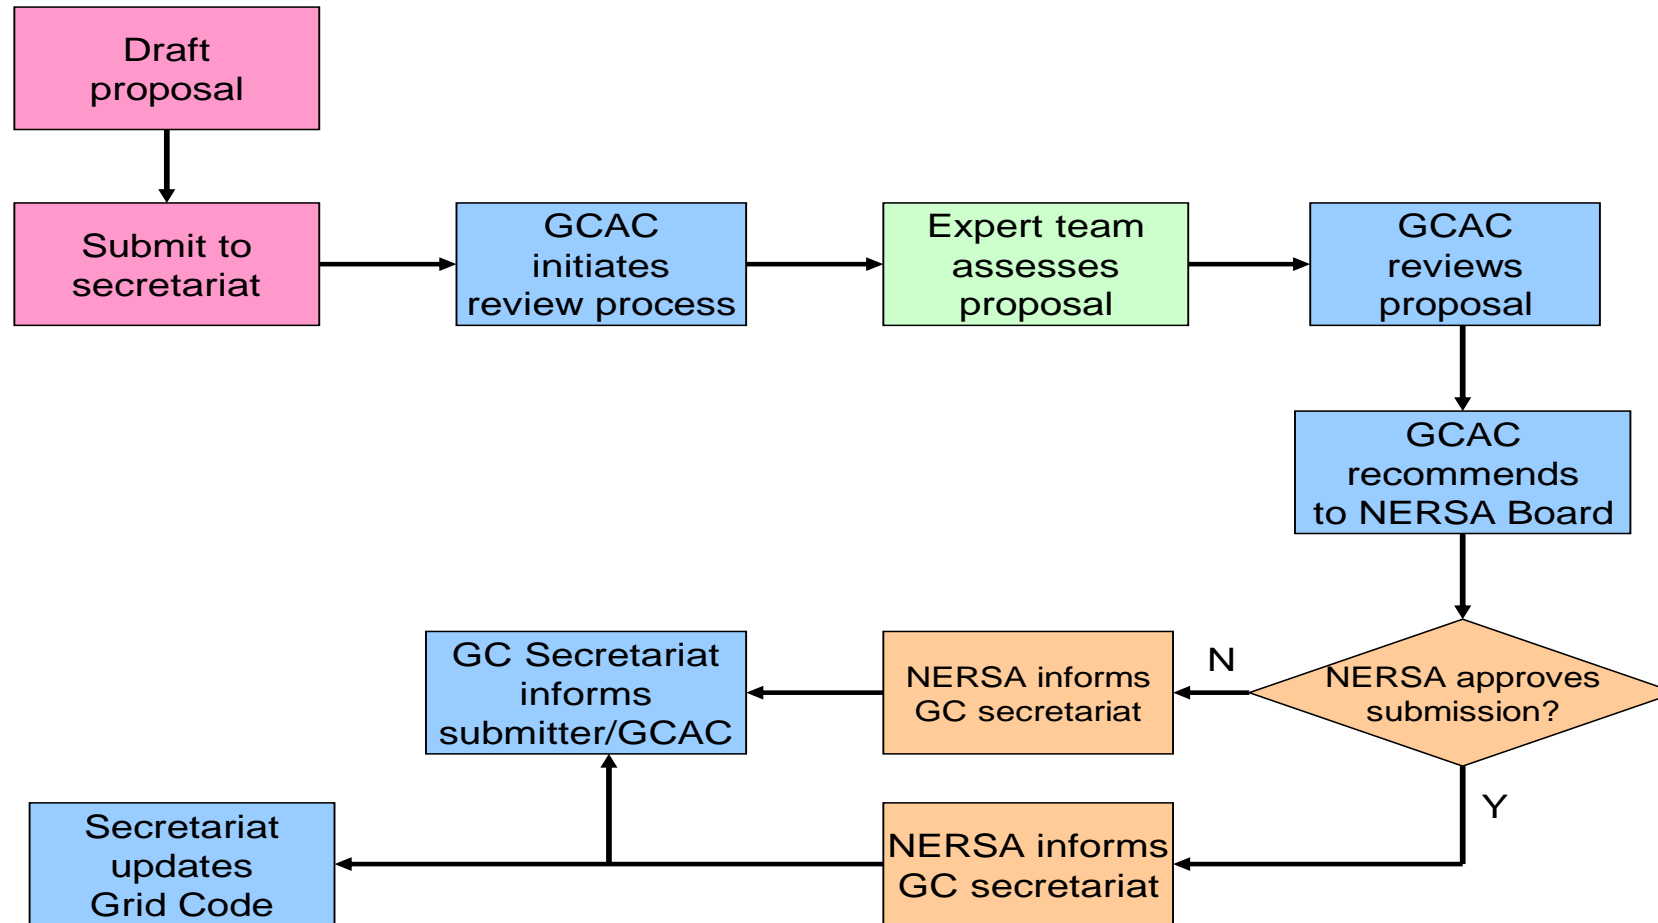 Draft
proposal
Submit to
secretariat
GCAC
initiates
review process
Expert team
assesses
proposal
GCAC
reviews
proposal
GCAC
recommends
to NERSA Board
NERSA approves
submission?
N
NERSA informs
GC secretariat
GC Secretariat
informs
submitter/GCAC
Y
NERSA informs
GC secretariat
Secretariat
updates
Grid Code